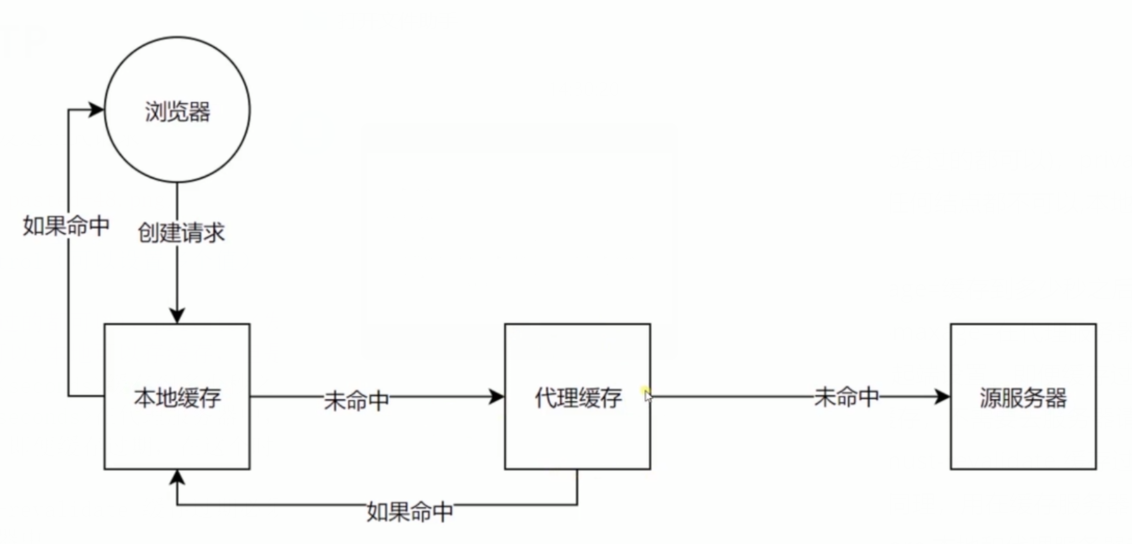 浏览器
如果命中
创建请求
本地缓存
未命中
代理缓存
未命中
源服务器
如果命中